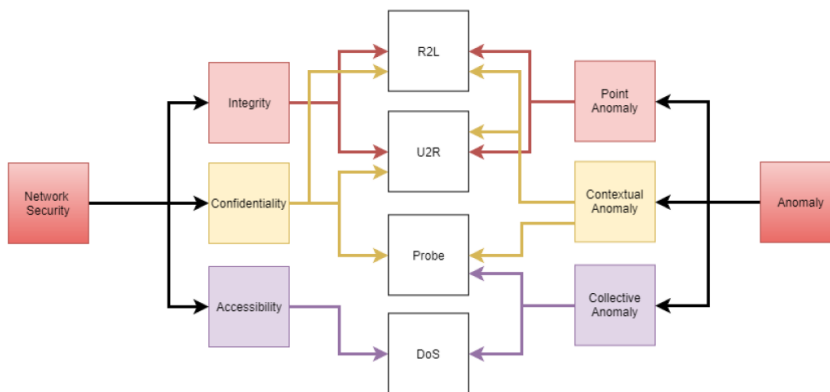 R2L
Integrity
Point
Anomaly
U2R
Network
Security
Confidentiality
Contextual
Anomaly
Anomaly
Probe
Accessibility
Collective
Anomaly
DoS